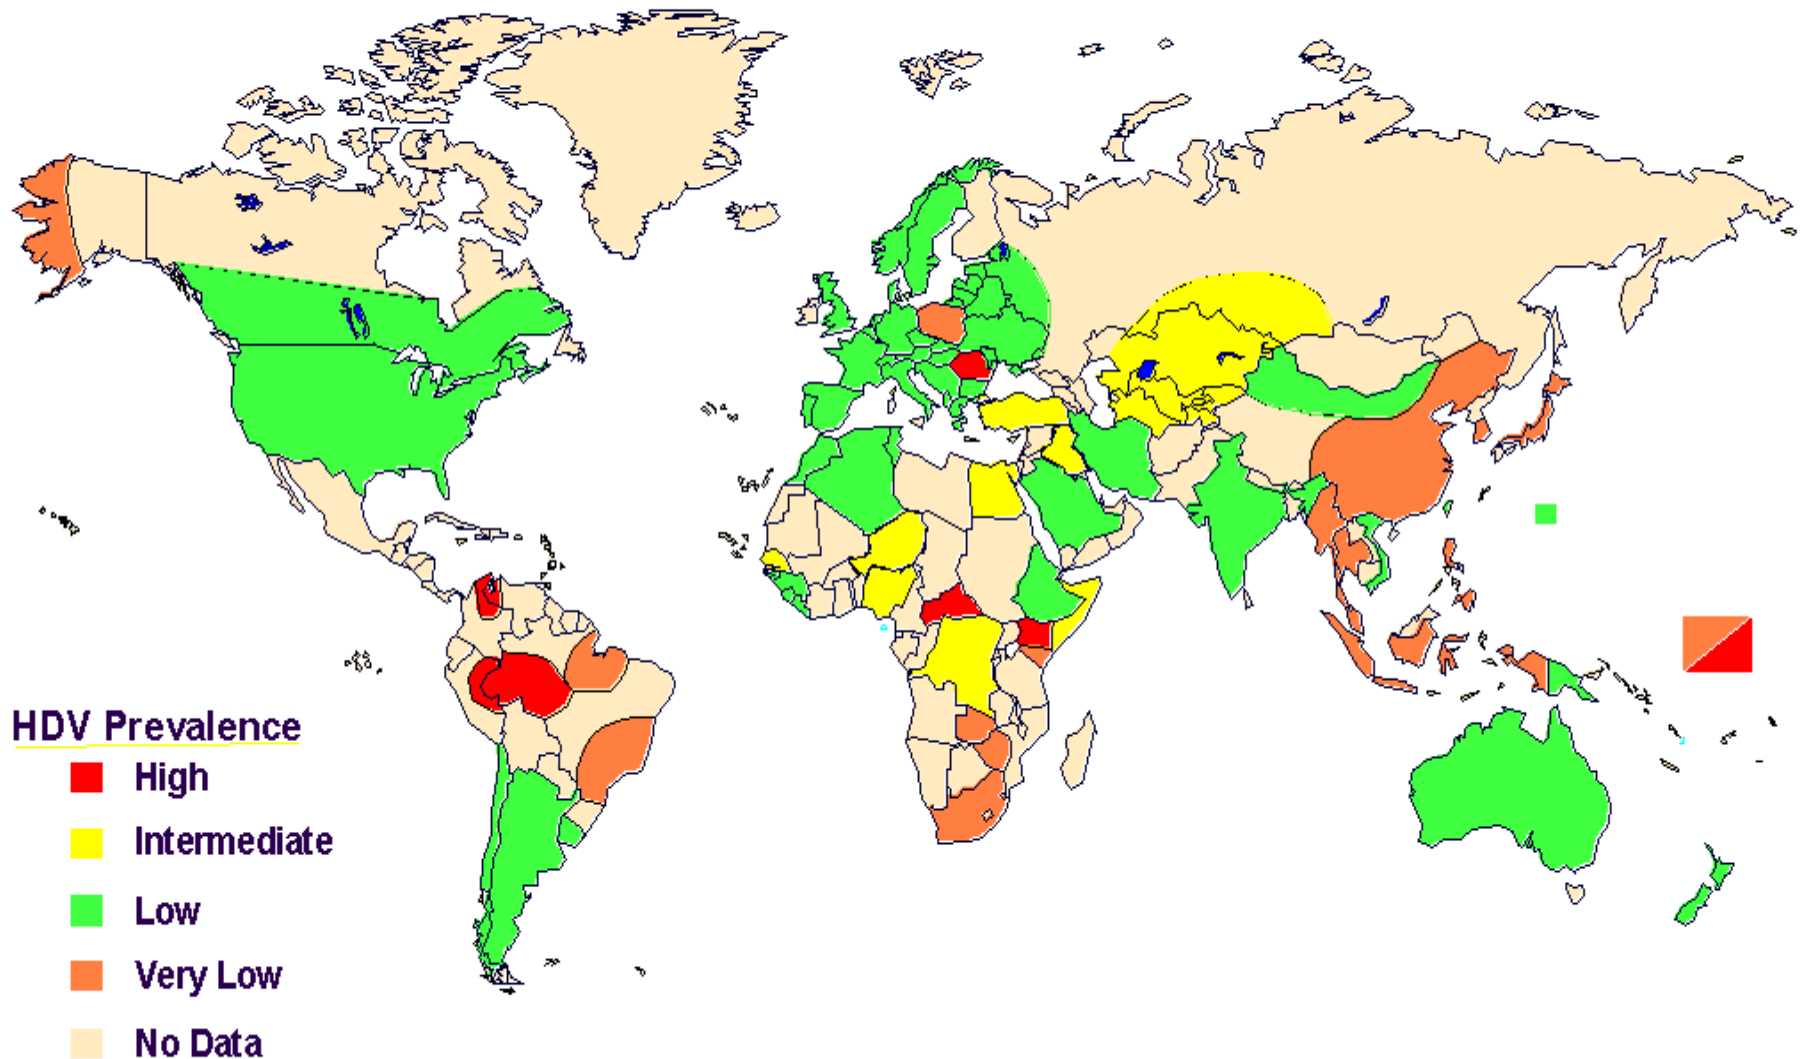 HDV Prevalence
High
Intermediate
Low
Very Low
No Data